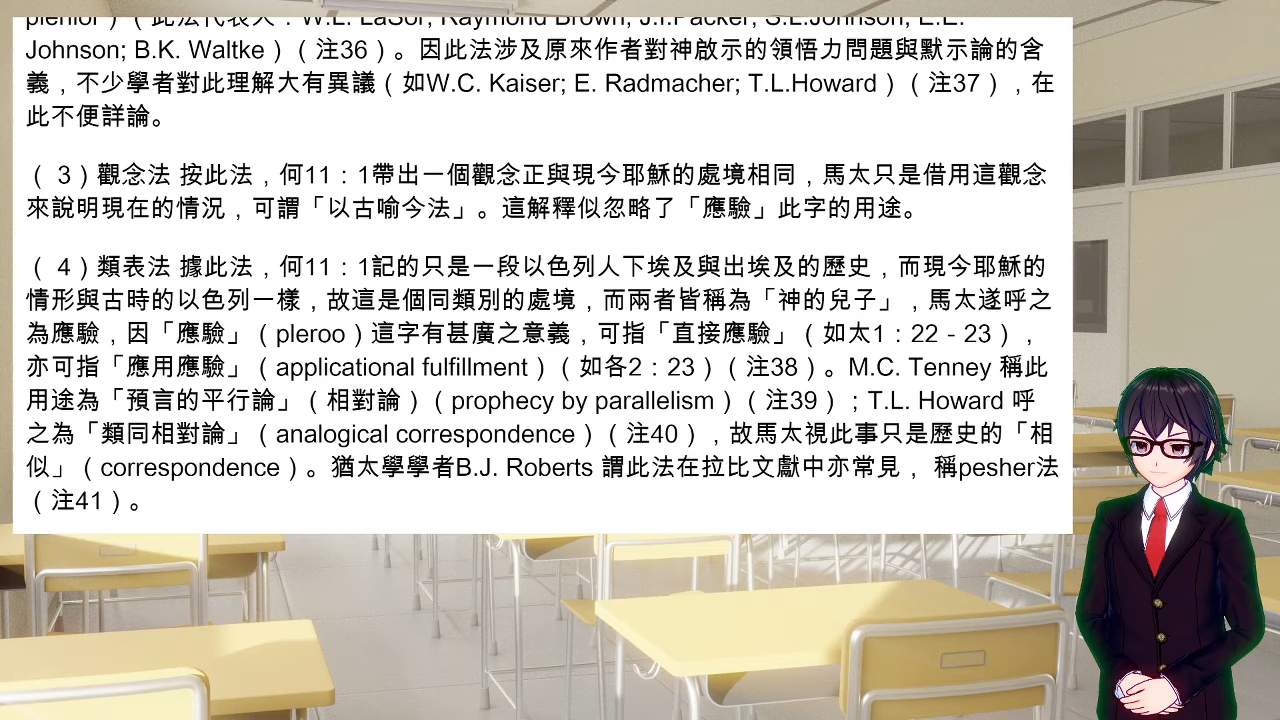 plenior）（此法代表人：W.L. LaSor; Raymond Brown; J.I.Packer; S.L.Johnson; E.E.
Johnson; B.K. Waltke）（注36）。因此法涉及原來作者對神啟示的領悟力問題與默示論的含
義，不少學者對此理解大有異議（如W.C. Kaiser; E. Radmacher; T.L.Howard）（注37），在
此不便詳論。
（ 3）觀念法 按此法，何11：1帶出一個觀念正與現今耶穌的處境相同，馬太只是借用這觀念
來說明現在的情況，可謂「以古喻今法」。這解釋似忽略了「應驗」此字的用途。
（ 4）類表法 據此法，何11：1記的只是一段以色列人下埃及與出埃及的歷史，而現今耶穌的
情形與古時的以色列一樣，故這是個同類別的處境，而兩者皆稱為「神的兒子」，馬太遂呼之
為應驗，因「應驗」（pleroo）這字有甚廣之意義，可指「直接應驗」（如太1：22－23），
亦可指「應用應驗」（applicational fulfillment）（如各2：23）（注38）。M.C. Tenney 稱此
用途為「預言的平行論」（相對論）（prophecy by parallelism）（注39）；T.L. Howard 呼
之為「類同相對論」（analogical correspondence）（注40），故馬太視此事只是歷史的「相
似」（correspondence）。猶太學學者B.J. Roberts 謂此法在拉比文獻中亦常見， 稱pesher法
（注41）。